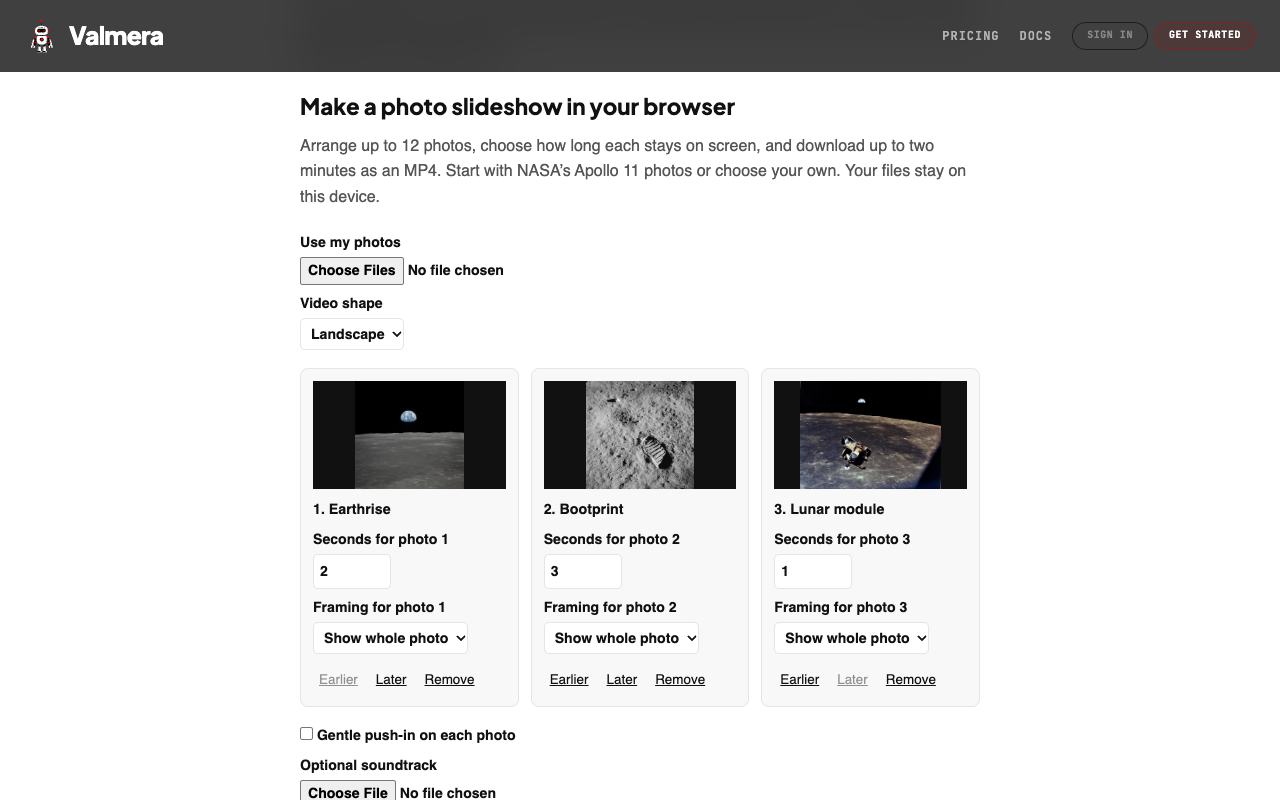 Valmera
PRICING
DOCS
SIGN IN
GET STARTED
Make a photo slideshow in your browser
Arrange up to 12 photos, choose how long each stays on screen, and download up to two
minutes as an MP4. Start with NASA’s Apollo 11 photos or choose your own. Your files stay on
this device.
Use my photos
Choose Files No file chosen
Video shape
Landscape
1. Earthrise
Seconds for photo 1
2
Framing for photo 1
Show whole photo
Earlier Later Remove
2. Bootprint
Seconds for photo 2
3
Framing for photo 2
Show whole photo
Earlier Later Remove
3. Lunar module
Seconds for photo 3
1
Framing for photo 3
Show whole photo
Earlier Later Remove
Gentle push-in on each photo
Optional soundtrack
Choose File No file chosen